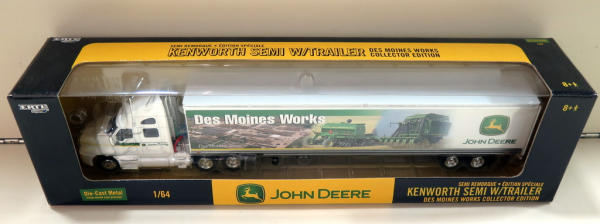 SEMI REMORQUE • ÉDITION SPÉCIALE
KENWORTH SEMI W/TRAILER DES MOINES WORKS
COLLECTOR EDITION
ERTL
8+
ERTL
8+
Des Moines Works
JOHN DEERE
Die-Cast Metal
1/64
JOHN DEERE
SEMI REMORQUE • ÉDITION SPÉCIALE
KENWORTH SEMI W/TRAILER
DES MOINES WORKS COLLECTOR EDITION